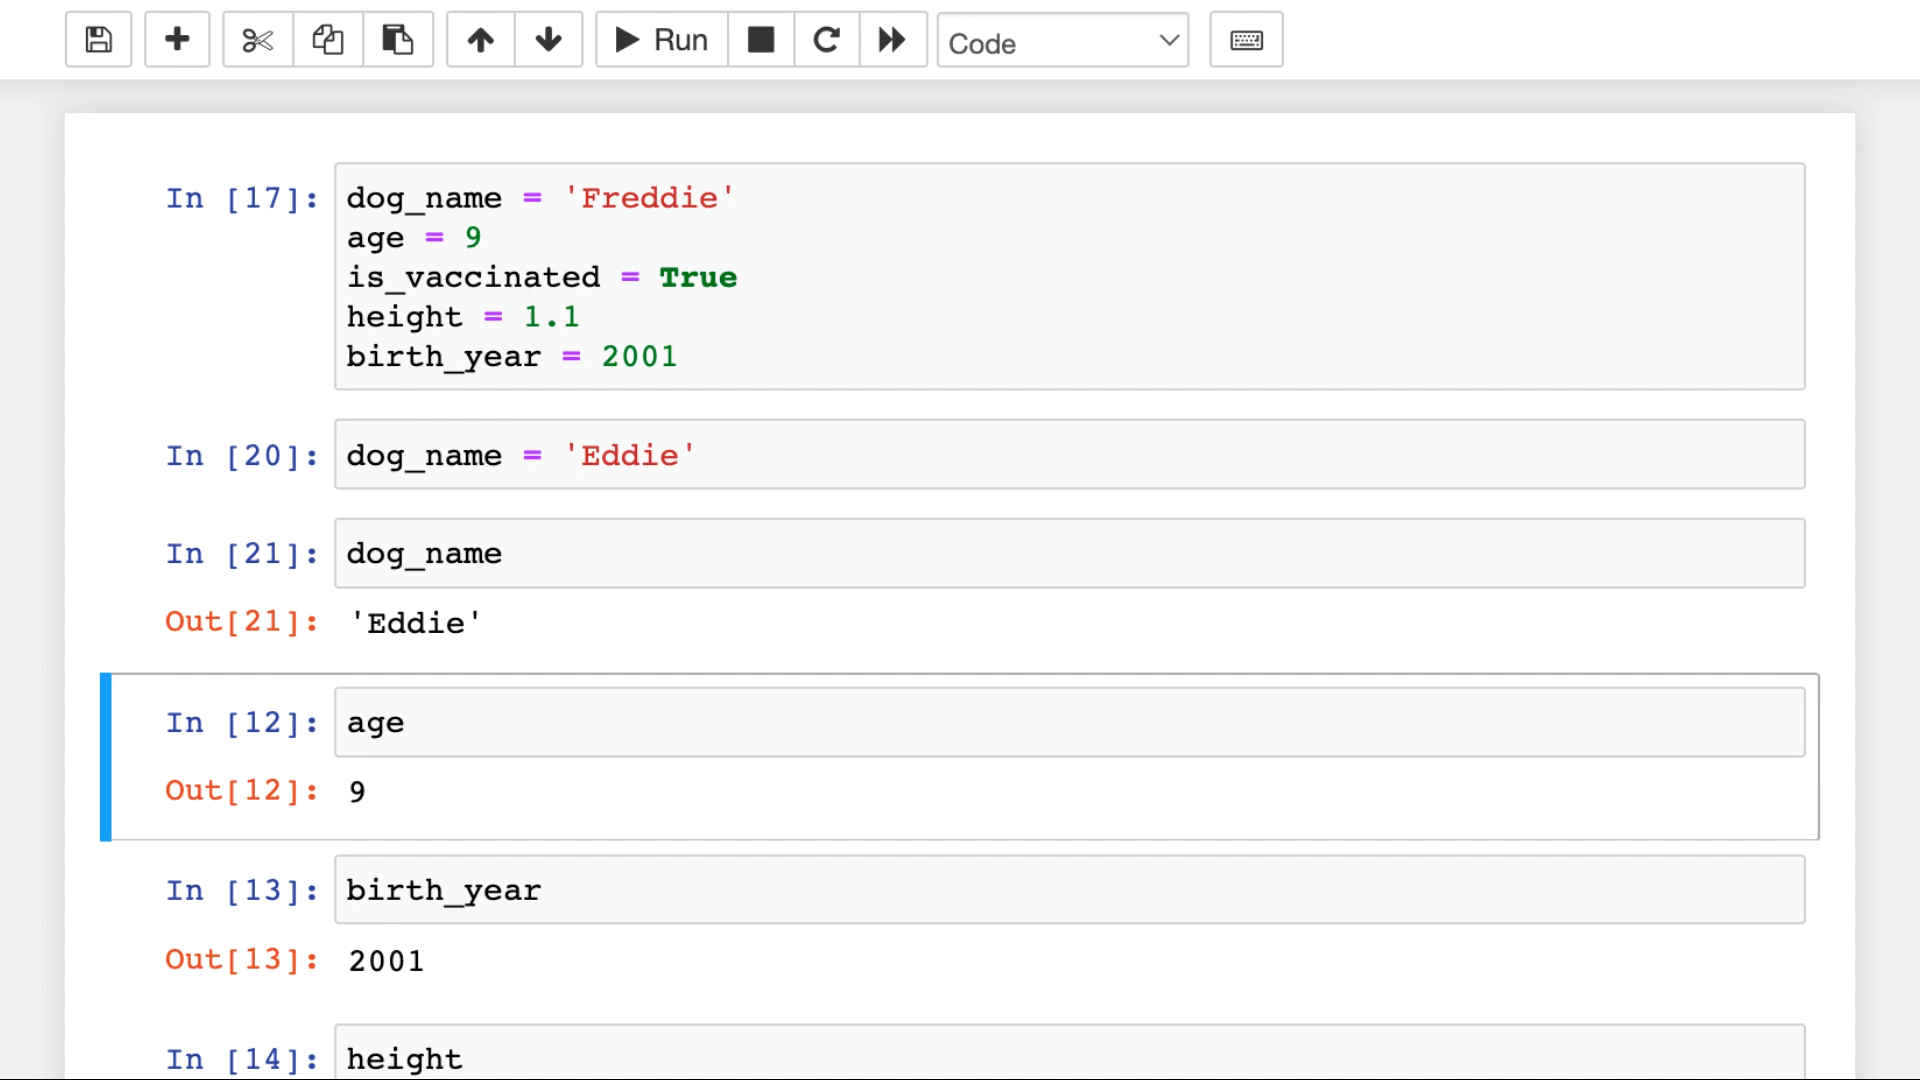 Run
Code
In [17]: dog_name = 'Freddie'
age = 9
is_vaccinated = True
height = 1.1
birth_year = 2001
In [20]: dog_name = 'Eddie'
In [21]: dog_name
Out[21]: 'Eddie'
In [12]: age
Out[12]: 9
In [13]: birth_year
Out[13]: 2001
In [14]: height